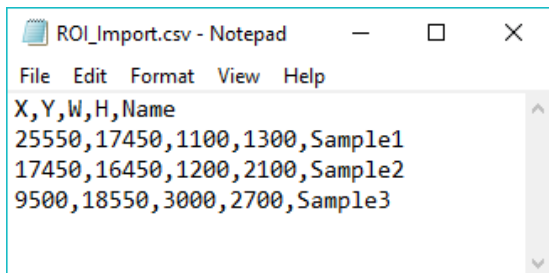 ROI_Import.csv - Notepad
File Edit Format View Help
X,Y,W,H,Name
25550,17450,1100,1300,Sample1
17450,16450,1200,2100,Sample2
9500,18550,3000,2700,Sample3